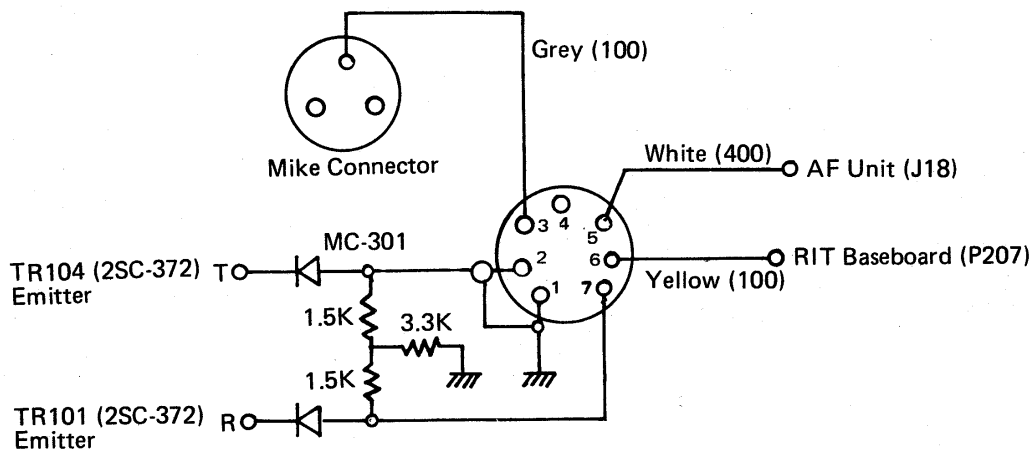 Grey (100)
Mike Connector
White (400)
AF Unit (J18)
3
4
5
MC-301
TR104 (2SC-372)
Emitter
T
2
6
RIT Baseboard (P207)
Yellow (100)
1
7
1.5K
3.3K
1.5K
TR101 (2SC-372)
Emitter
R